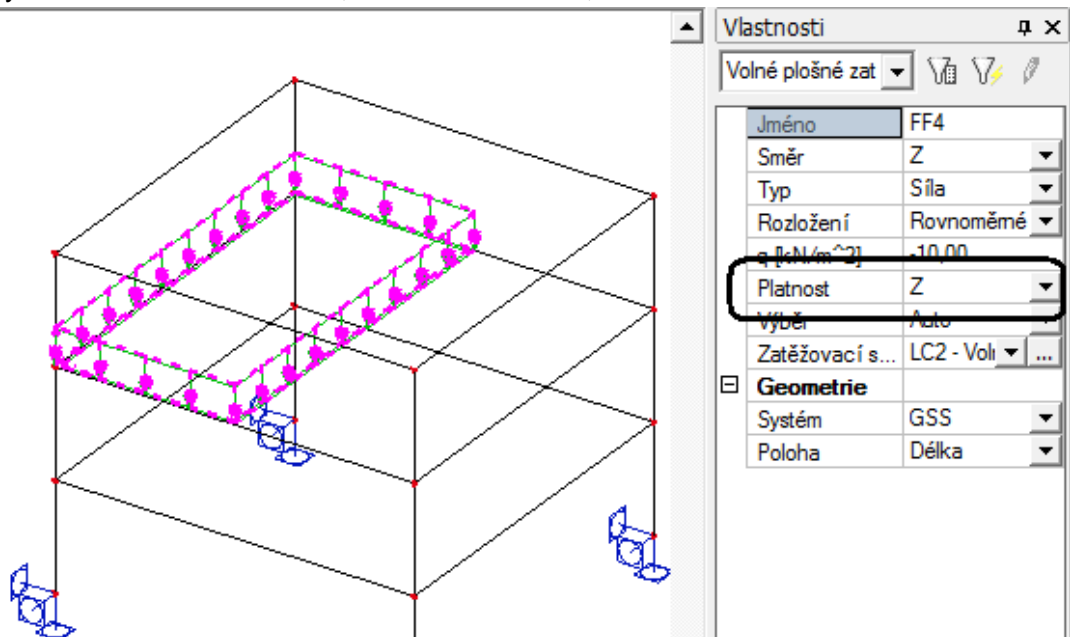 Vlastnosti
Volné plošné zat
Jméno FF4
Směr Z
Typ Síla
Rozložení Rovnoměrné
q [kN/m^2] -10,00
Platnost Z
Výběr Auto
Zatěžovací s... LC2 - Voln ...
Geometrie
Systém GSS
Poloha Délka